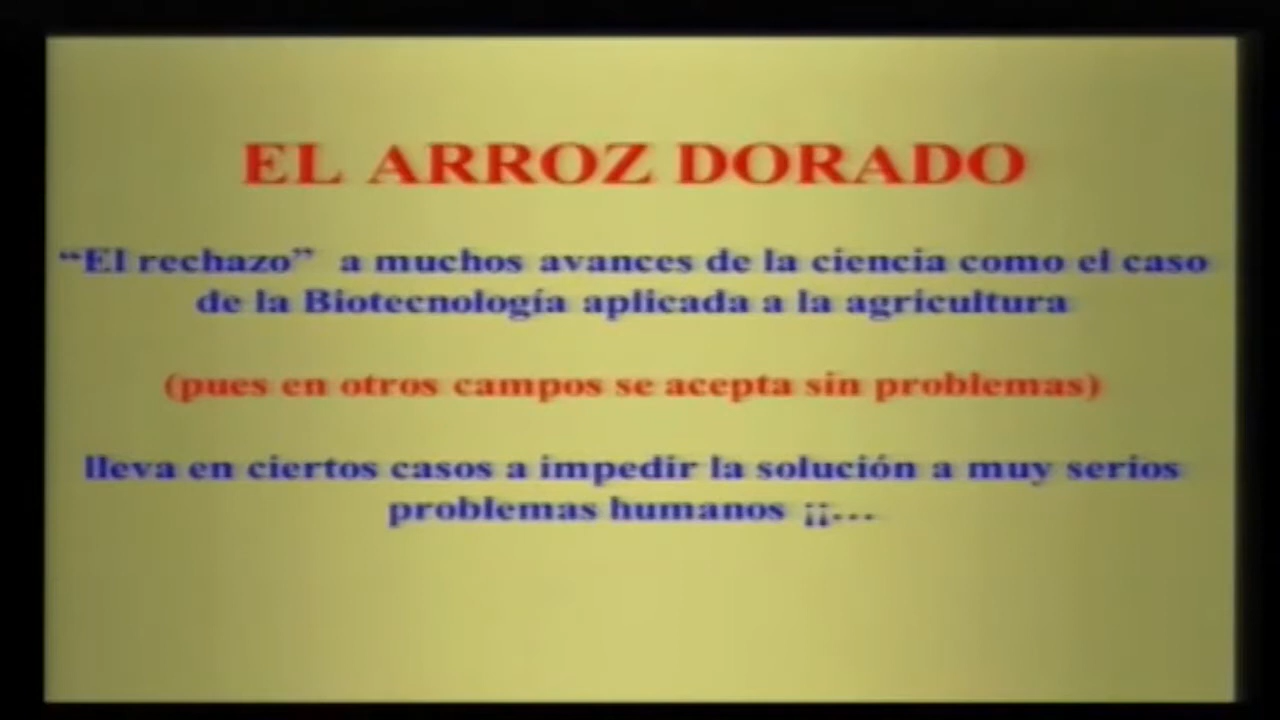 EL ARROZ DORADO
“El rechazo” a muchos avances de la ciencia como el caso
de la Biotecnología aplicada a la agricultura
(pues en otros campos se acepta sin problemas)
lleva en ciertos casos a impedir la solución a muy serios
problemas humanos ¡¡...